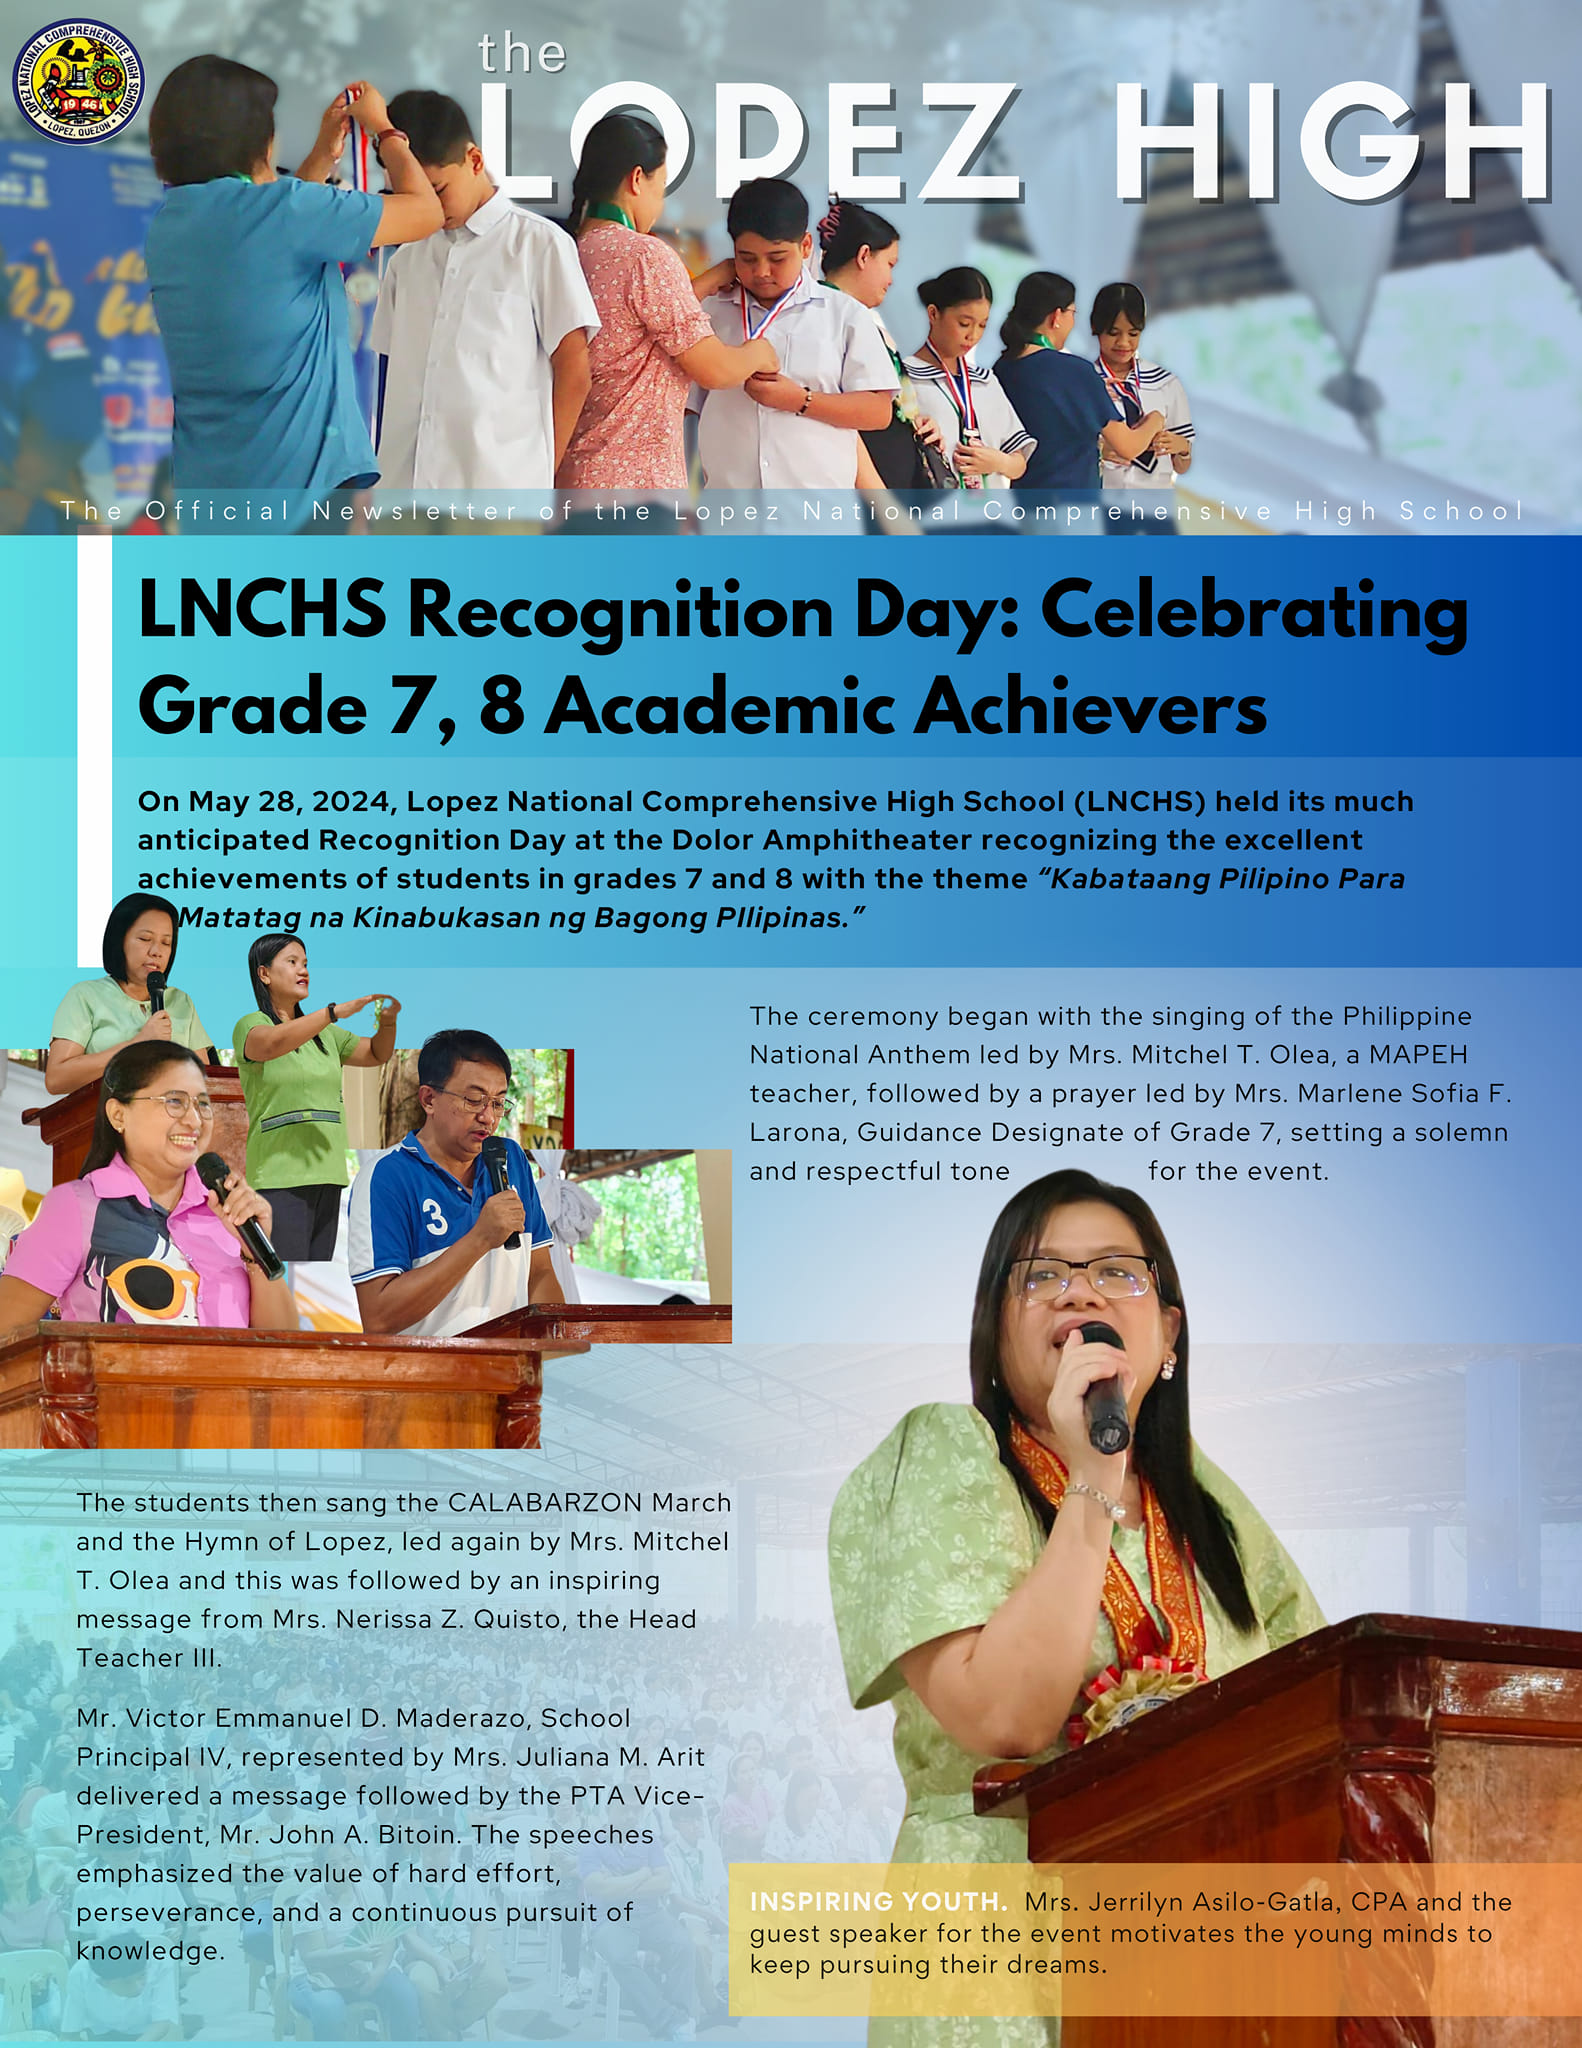 LOPEZ NATIONAL COMPREHENSIVE HIGH SCHOOL
19 46
LOPEZ, QUEZON
the
LOPEZ HIGH
The Official Newsletter of the Lopez National Comprehensive High School
LNCHS Recognition Day: Celebrating
Grade 7, 8 Academic Achievers
On May 28, 2024, Lopez National Comprehensive High School (LNCHS) held its much
anticipated Recognition Day at the Dolor Amphitheater recognizing the excellent
achievements of students in grades 7 and 8 with the theme “Kabataang Pilipino Para
Matatag na Kinabukasan ng Bagong PIlipinas.”
The ceremony began with the singing of the Philippine
National Anthem led by Mrs. Mitchel T. Olea, a MAPEH
teacher, followed by a prayer led by Mrs. Marlene Sofia F.
Larona, Guidance Designate of Grade 7, setting a solemn
and respectful tone for the event.
3
The students then sang the CALABARZON March
and the Hymn of Lopez, led again by Mrs. Mitchel
T. Olea and this was followed by an inspiring
message from Mrs. Nerissa Z. Quisto, the Head
Teacher III.
Mr. Victor Emmanuel D. Maderazo, School
Principal IV, represented by Mrs. Juliana M. Arit
delivered a message followed by the PTA Vice-
President, Mr. John A. Bitoin. The speeches
emphasized the value of hard effort,
perseverance, and a continuous pursuit of
knowledge.
INSPIRING YOUTH. Mrs. Jerrilyn Asilo-Gatla, CPA and the
guest speaker for the event motivates the young minds to
keep pursuing their dreams.